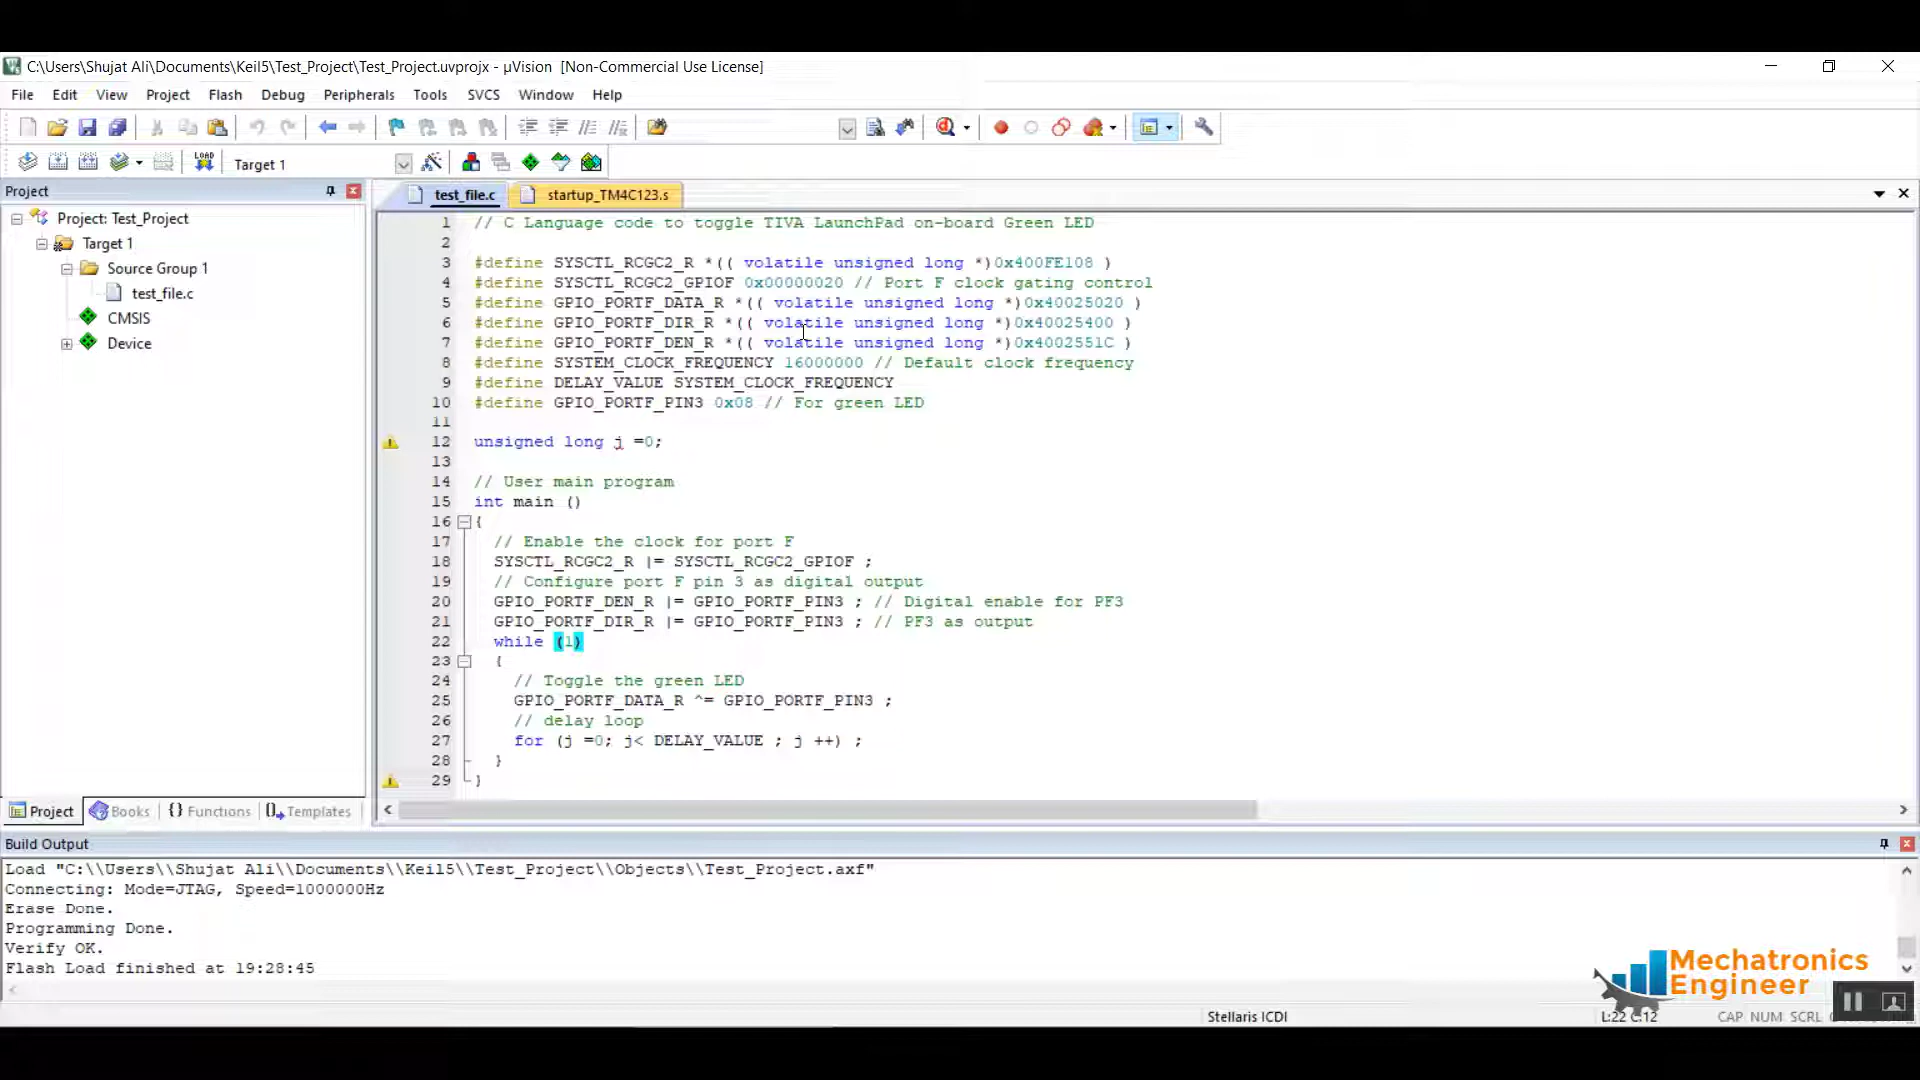 C:\Users\Shujat Ali\Documents\Keil5\Test_Project\Test_Project.uvprojx - µVision [Non-Commercial Use License]
File Edit View Project Flash Debug Peripherals Tools SVCS Window Help
LOAD Target 1
Project
test_file.c startup_TM4C123.s
Project: Test_Project
Target 1
Source Group 1
test_file.c
CMSIS
Device
1 // C Language code to toggle TIVA LaunchPad on-board Green LED
2
3 #define SYSCTL_RCGC2_R *(( volatile unsigned long *)0x400FE108 )
4 #define SYSCTL_RCGC2_GPIOF 0x00000020 // Port F clock gating control
5 #define GPIO_PORTF_DATA_R *(( volatile unsigned long *)0x40025020 )
6 #define GPIO_PORTF_DIR_R *(( volatile unsigned long *)0x40025400 )
7 #define GPIO_PORTF_DEN_R *(( volatile unsigned long *)0x4002551C )
8 #define SYSTEM_CLOCK_FREQUENCY 16000000 // Default clock frequency
9 #define DELAY_VALUE SYSTEM_CLOCK_FREQUENCY
10 #define GPIO_PORTF_PIN3 0x08 // For green LED
11
12 unsigned long j =0;
13
14 // User main program
15 int main ()
16 {
17 // Enable the clock for port F
18 SYSCTL_RCGC2_R |= SYSCTL_RCGC2_GPIOF ;
19 // Configure port F pin 3 as digital output
20 GPIO_PORTF_DEN_R |= GPIO_PORTF_PIN3 ; // Digital enable for PF3
21 GPIO_PORTF_DIR_R |= GPIO_PORTF_PIN3 ; // PF3 as output
22 while (1)
23 {
24 // Toggle the green LED
25 GPIO_PORTF_DATA_R ^= GPIO_PORTF_PIN3 ;
26 // delay loop
27 for (j =0; j< DELAY_VALUE ; j ++) ;
28 }
29 }
Project Books {} Functions Templates
Build Output
Load "C:\\Users\\Shujat Ali\\Documents\\Keil5\\Test_Project\\Objects\\Test_Project.axf"
Connecting: Mode=JTAG, Speed=1000000Hz
Erase Done.
Programming Done.
Verify OK.
Flash Load finished at 19:28:45
Mechatronics
Engineer
Stellaris ICDI L:22 C:12 CAP NUM SCRL